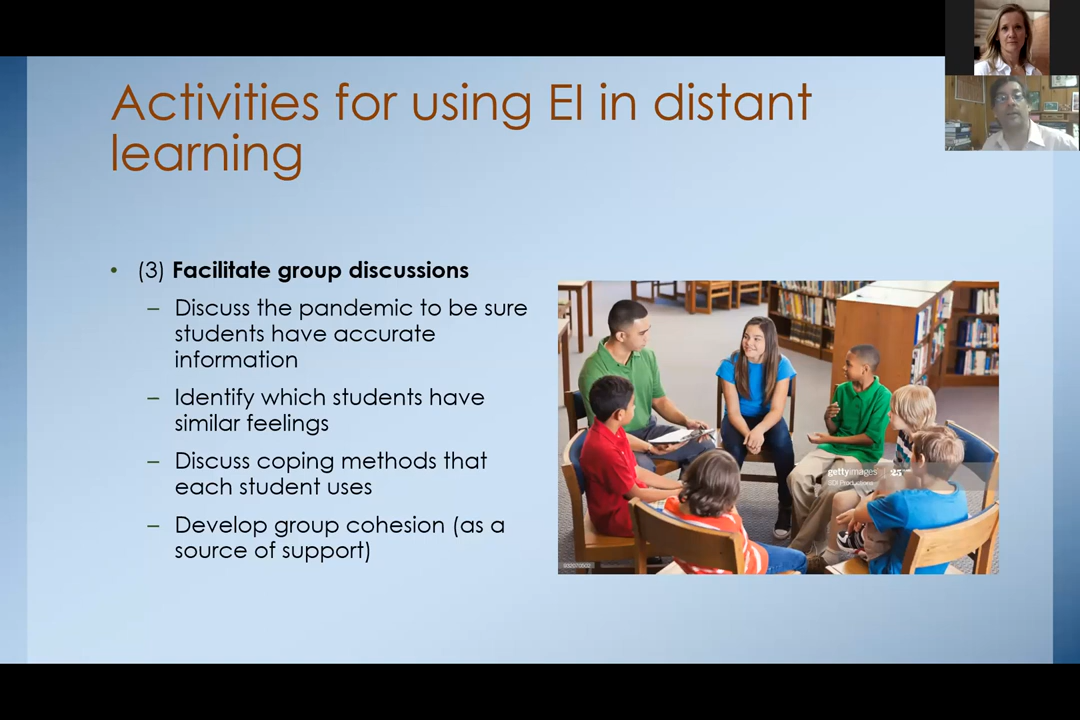 Activities for using EI in distant
learning
• (3) Facilitate group discussions
– Discuss the pandemic to be sure
students have accurate
information
– Identify which students have
similar feelings
– Discuss coping methods that
each student uses
– Develop group cohesion (as a
source of support)
gettyimages
SDI Productions
25